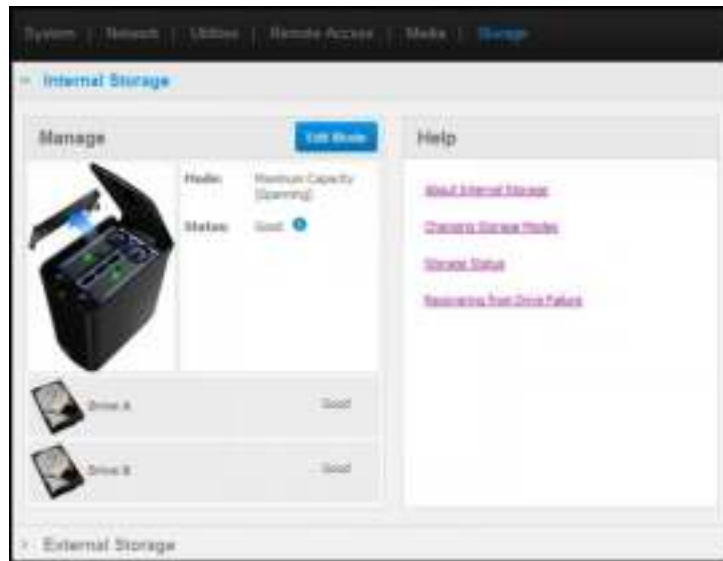 System | Network | Utilities | Remote Access | Media | Storage
Internal Storage
Manage
Edit Mode
Mode: Maximum Capacity
(Spanning)
Status: Good
Drive A Good
Drive B Good
Help
About Internal Storage
Changing Storage Modes
Storage Status
Recovering from Drive Failure
External Storage